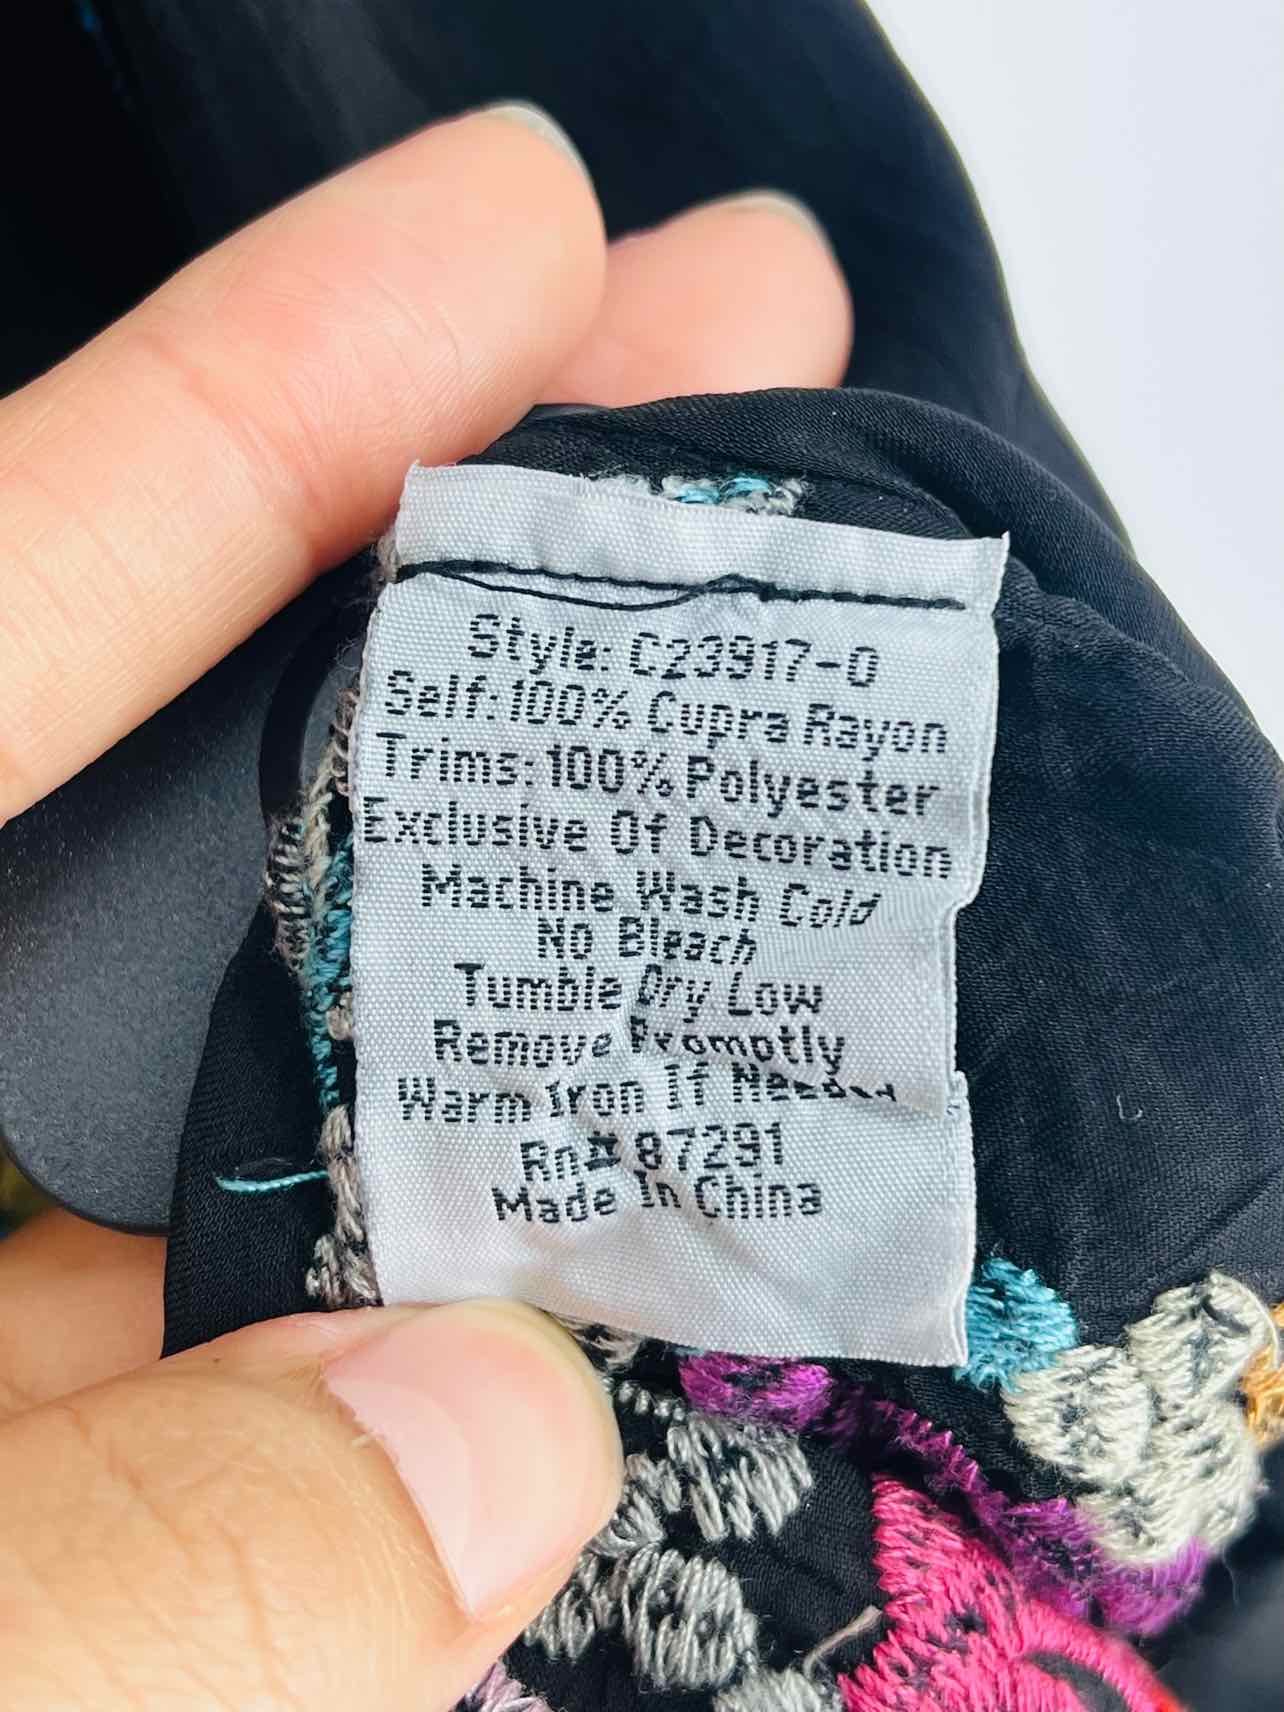 Style: C23917-0
Self: 100% Cupra Rayon
Trims: 100% Polyester
Exclusive Of Decoration
Machine Wash Cold
No Bleach
Tumble Dry Low
Remove Promptly
Warm Iron If Needed
Rn# 87291
Made In China